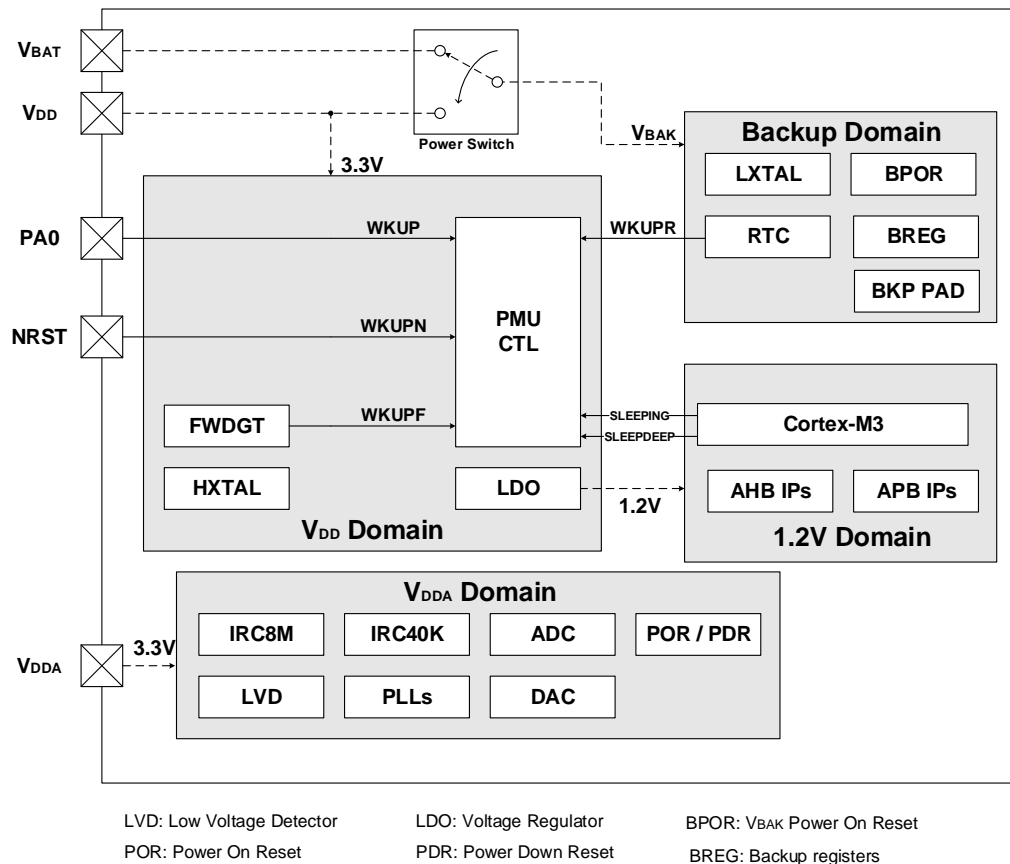 VBAT
VDD
Power Switch
VBAK
3.3V
Backup Domain
LXTAL
BPOR
RTC
BREG
BKP PAD
PA0
WKUP
WKUPR
NRST
WKUPN
PMU
CTL
FWDGT
WKUPF
HXTAL
LDO
VDD Domain
SLEEPING
SLEEPDEEP
Cortex-M3
1.2V
AHB IPs
APB IPs
1.2V Domain
VDDA Domain
VDDA
3.3V
IRC8M
IRC40K
ADC
POR / PDR
LVD
PLLs
DAC
LVD: Low Voltage Detector
LDO: Voltage Regulator
BPOR: VBAK Power On Reset
POR: Power On Reset
PDR: Power Down Reset
BREG: Backup registers